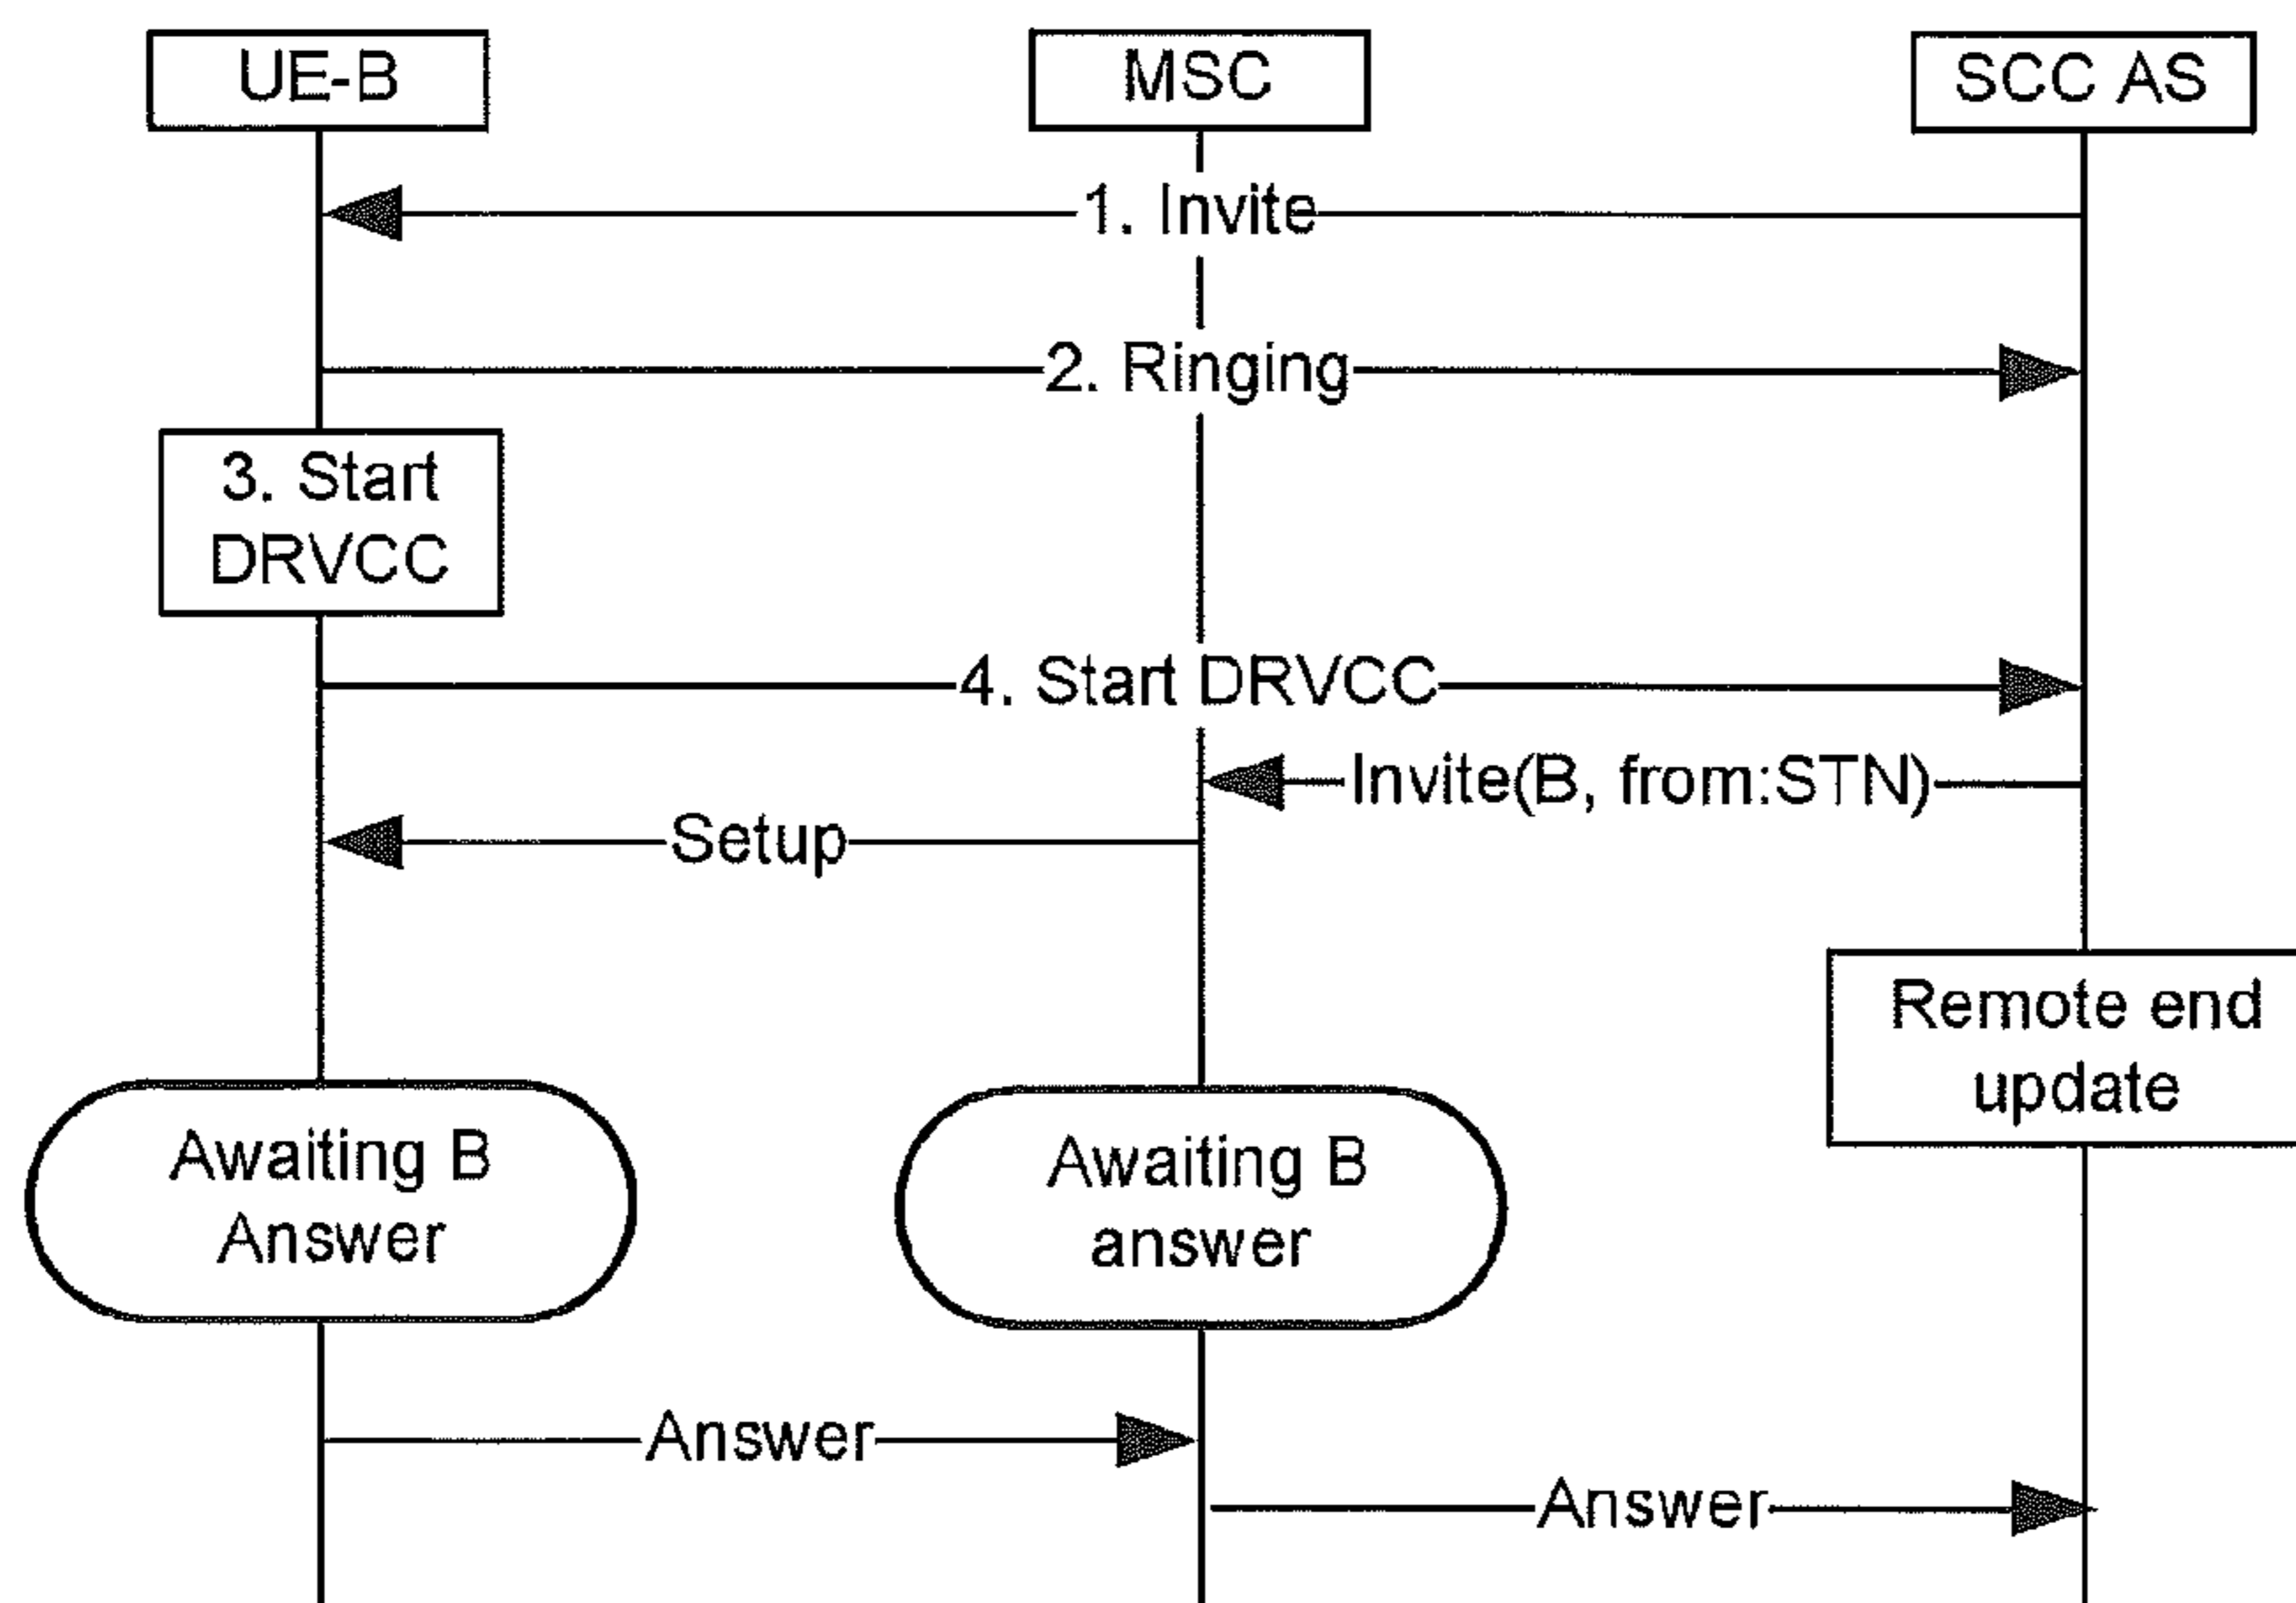 UE-B
MSC
SCC AS
1. Invite
2. Ringing
3. Start
DRVCC
4. Start DRVCC
Invite(B, from:STN)
Setup
Remote end
update
Awaiting B
Answer
Awaiting B
answer
Answer
Answer